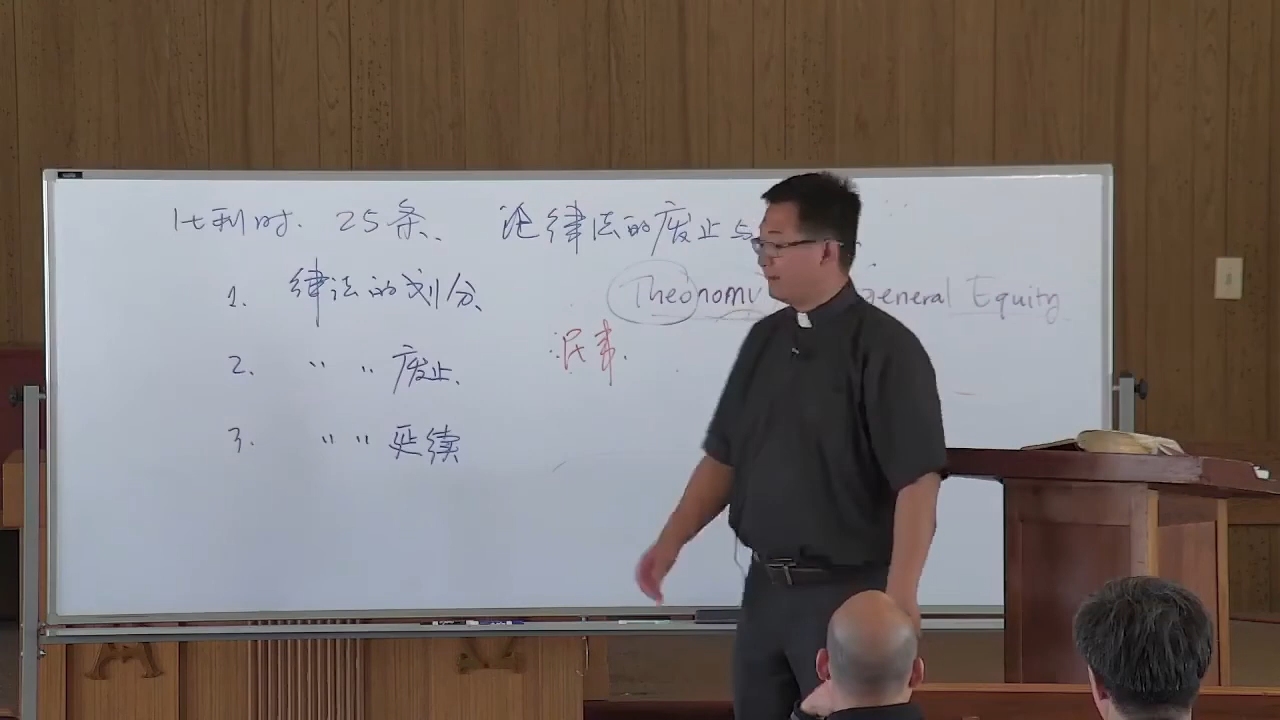 比利时. 25条、 论律法的废止与
1. 律法的划分、
Theonomy general Equity
民事.
2. " " 废止.
3. " " 延续